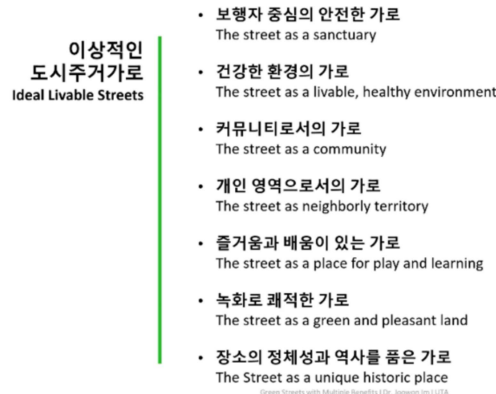 이상적인
도시주거가로
Ideal Livable Streets
• 보행자 중심의 안전한 가로
The street as a sanctuary
• 건강한 환경의 가로
The street as a livable, healthy environment
• 커뮤니티로서의 가로
The street as a community
• 개인 영역으로서의 가로
The street as neighborly territory
• 즐거움과 배움이 있는 가로
The street as a place for play and learning
• 녹화로 쾌적한 가로
The street as a green and pleasant land
• 장소의 정체성과 역사를 품은 가로
The Street as a unique historic place
Green Streets with Multiple Benefits I Dr.